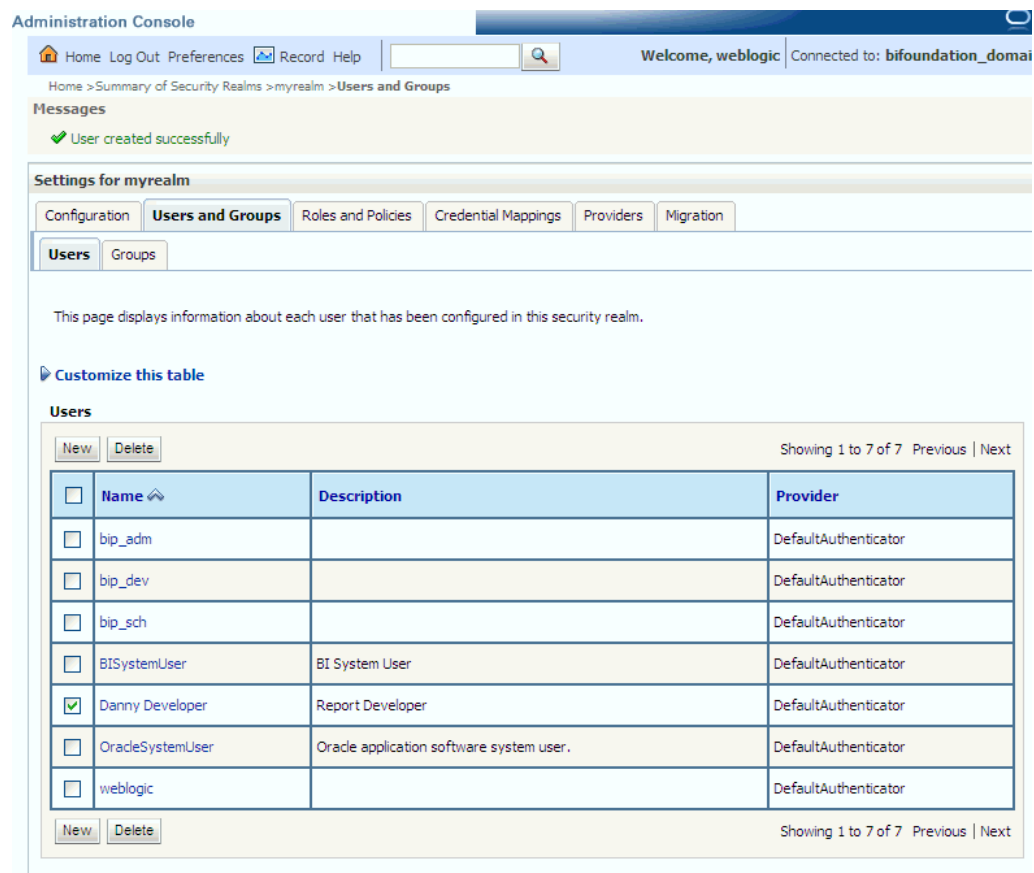 Administration Console
Home Log Out Preferences Record Help
Welcome, weblogic Connected to: bifoundation_domai
Home >Summary of Security Realms >myrealm >Users and Groups
Messages
User created successfully
Settings for myrealm
Configuration Users and Groups Roles and Policies Credential Mappings Providers Migration
Users Groups
This page displays information about each user that has been configured in this security realm.
Customize this table
Users
New Delete Showing 1 to 7 of 7 Previous | Next
Name Description Provider
bip_adm DefaultAuthenticator
bip_dev DefaultAuthenticator
bip_sch DefaultAuthenticator
BISystemUser BI System User DefaultAuthenticator
Danny Developer Report Developer DefaultAuthenticator
OracleSystemUser Oracle application software system user. DefaultAuthenticator
weblogic DefaultAuthenticator
New Delete Showing 1 to 7 of 7 Previous | Next